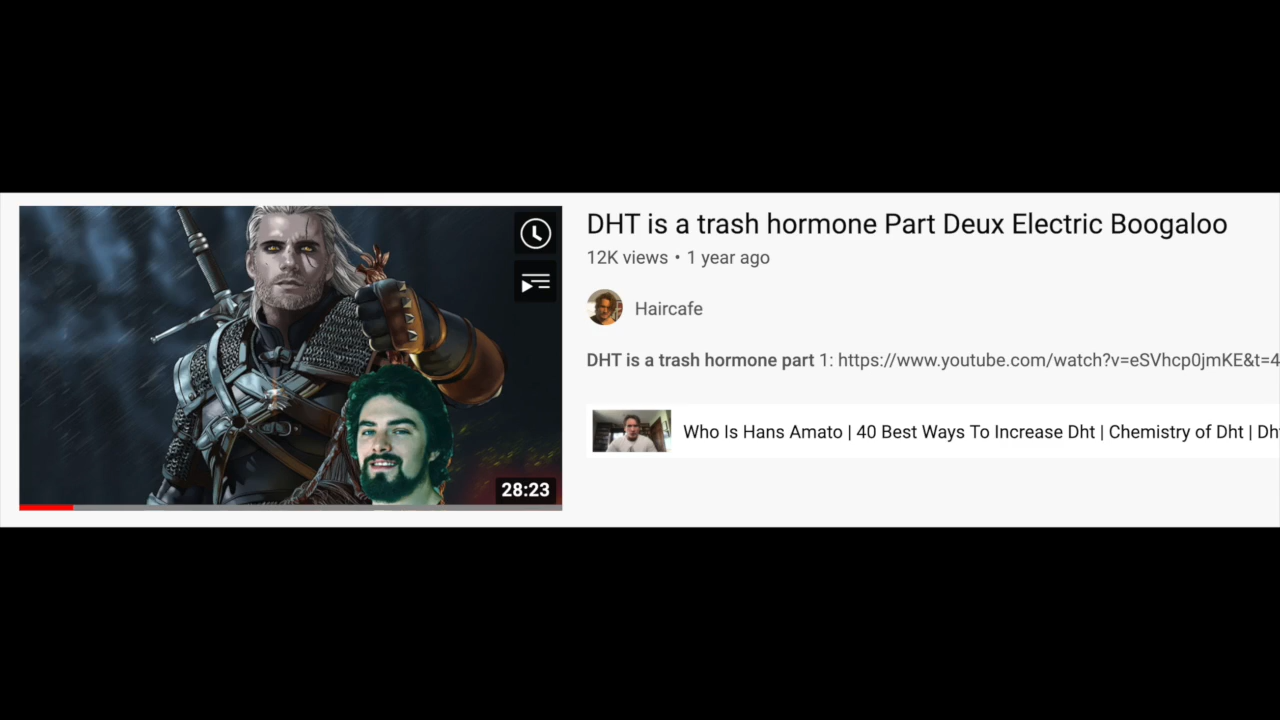 DHT is a trash hormone Part Deux Electric Boogaloo
12K views • 1 year ago
Haircafe
DHT is a trash hormone part 1: https://www.youtube.com/watch?v=eSVhcp0jmKE&t=4
Who Is Hans Amato | 40 Best Ways To Increase Dht | Chemistry of Dht | Dh
28:23